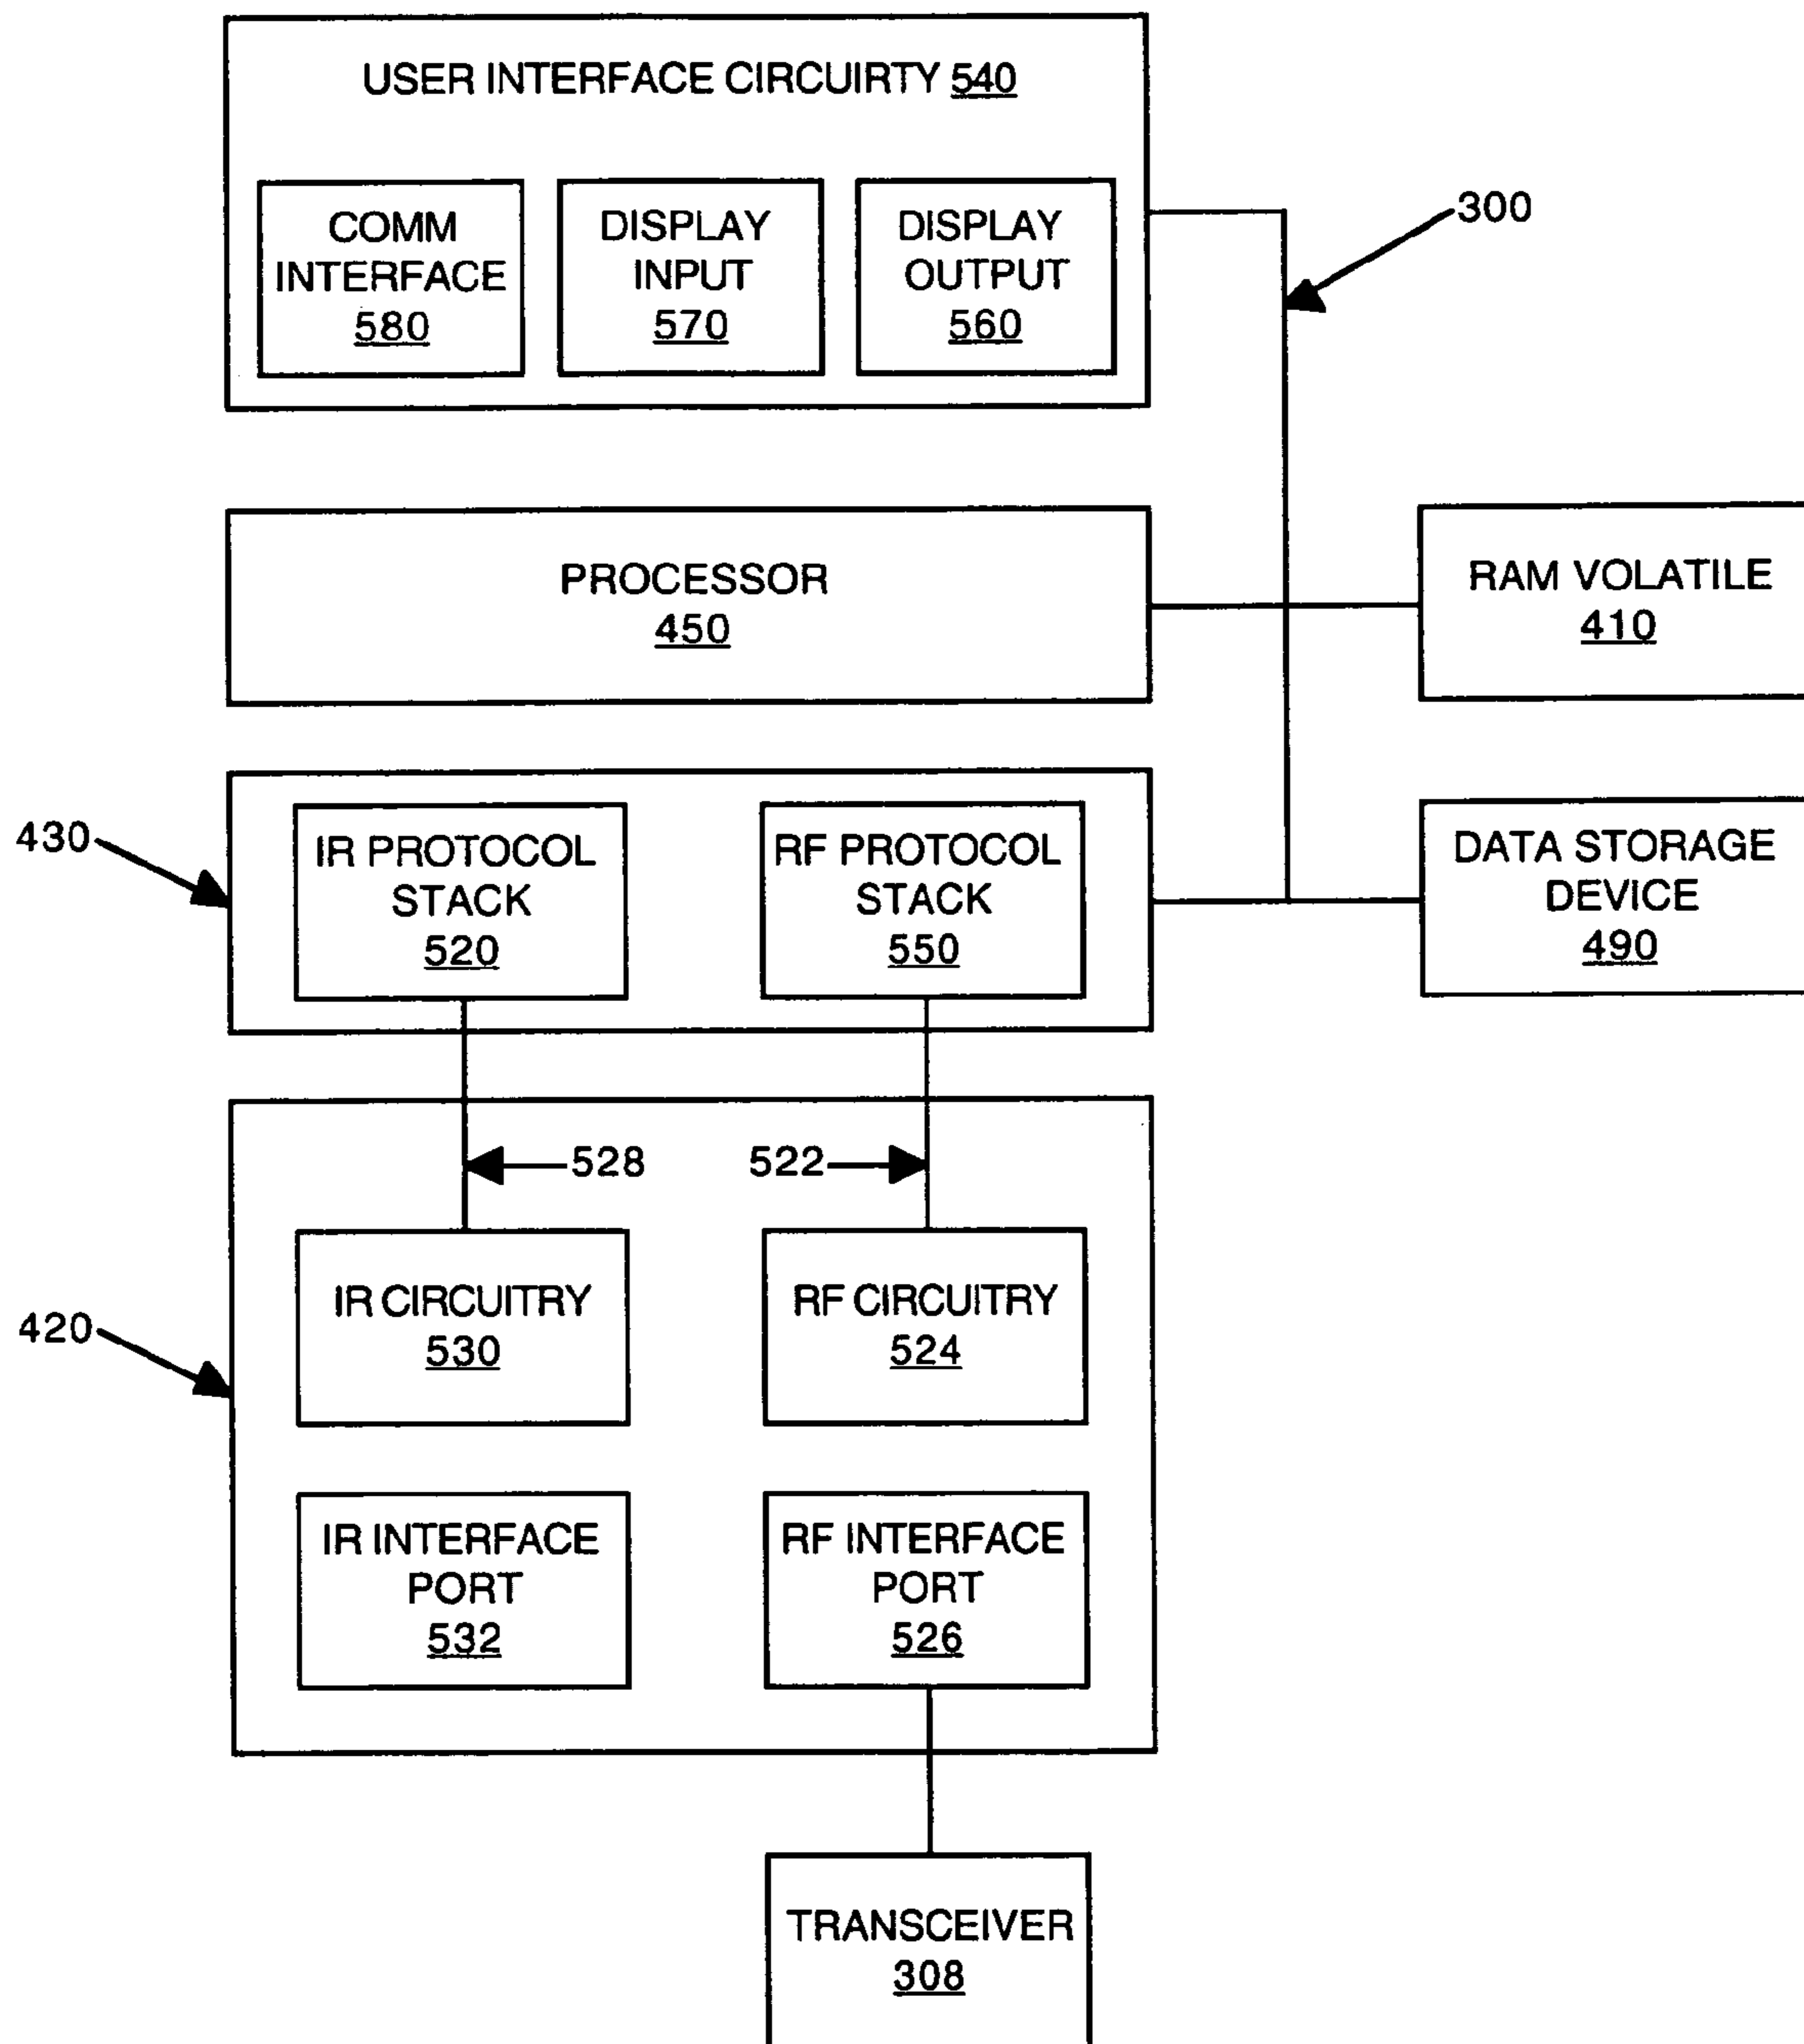 USER INTERFACE CIRCUIRTY 540
COMM
INTERFACE
580
DISPLAY
INPUT
570
DISPLAY
OUTPUT
560
300
PROCESSOR
450
RAM VOLATILE
410
430
IR PROTOCOL
STACK
520
RF PROTOCOL
STACK
550
DATA STORAGE
DEVICE
490
528
522
420
IR CIRCUITRY
530
RF CIRCUITRY
524
IR INTERFACE
PORT
532
RF INTERFACE
PORT
526
TRANSCEIVER
308